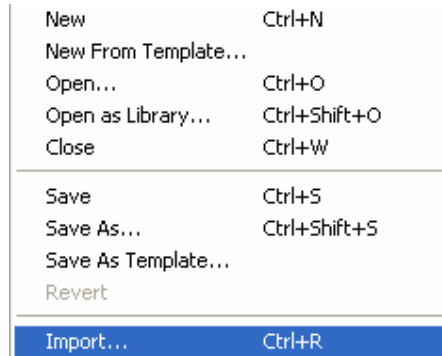 New Ctrl+N
New From Template...
Open... Ctrl+O
Open as Library... Ctrl+Shift+O
Close Ctrl+W
Save Ctrl+S
Save As... Ctrl+Shift+S
Save As Template...
Revert
Import... Ctrl+R